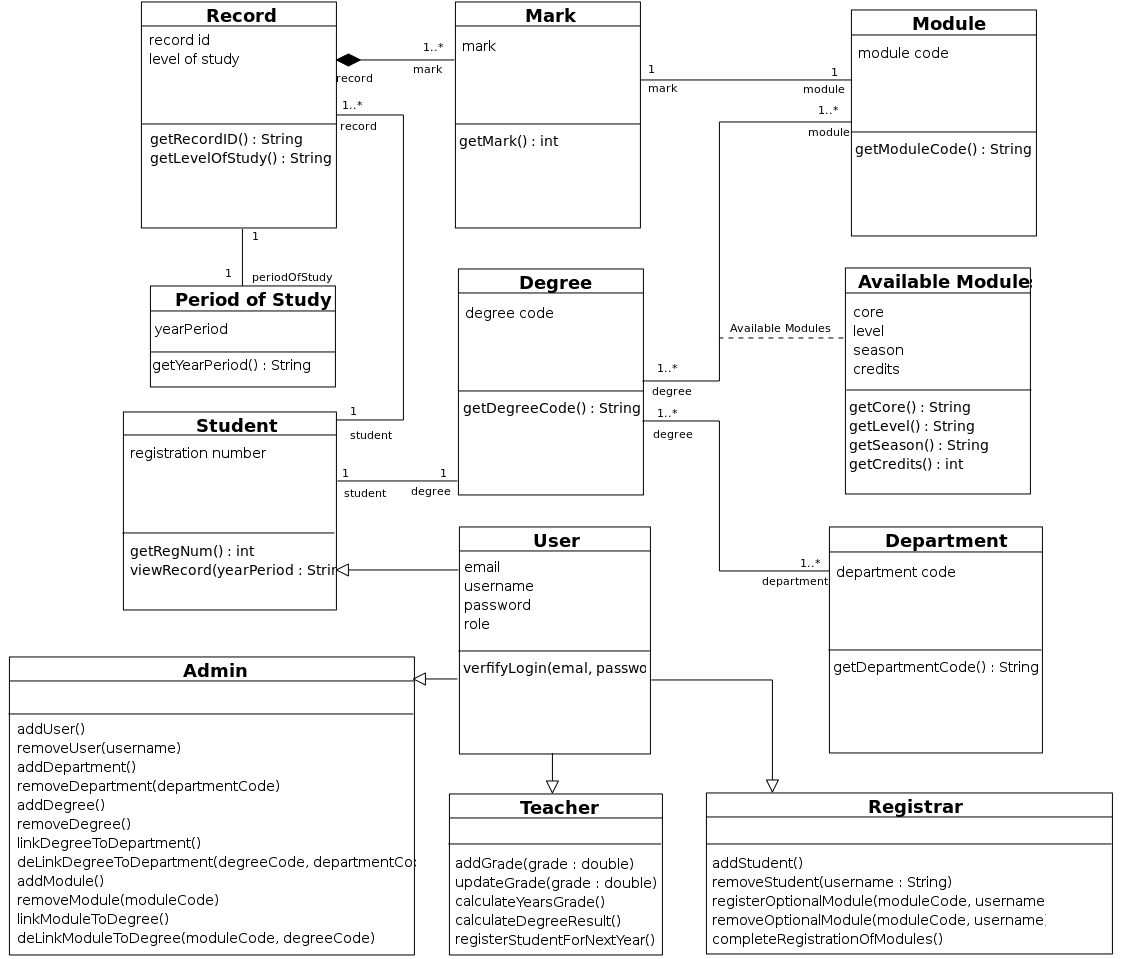 Record
record id
level of study
getRecordID() : String
getLevelOfStudy() : String
1..*
mark
record
1..*
record
Mark
mark
getMark() : int
1
mark
1
module
1..*
module
Module
module code
getModuleCode() : String
1
1
periodOfStudy
Period of Study
yearPeriod
getYearPeriod() : String
Degree
degree code
getDegreeCode() : String
Available Modules
1..*
degree
1..*
degree
Available Modules
core
level
season
credits
getCore() : String
getLevel() : String
getSeason() : String
getCredits() : int
1
student
1
student
1
degree
Student
registration number
getRegNum() : int
viewRecord(yearPeriod : Strin
User
email
username
password
role
verfifyLogin(emal, passwo
1..*
department
Department
department code
getDepartmentCode() : String
Admin
addUser()
removeUser(username)
addDepartment()
removeDepartment(departmentCode)
addDegree()
removeDegree()
linkDegreeToDepartment()
deLinkDegreeToDepartment(degreeCode, departmentCo
addModule()
removeModule(moduleCode)
linkModuleToDegree()
deLinkModuleToDegree(moduleCode, degreeCode)
Teacher
addGrade(grade : double)
updateGrade(grade : double)
calculateYearsGrade()
calculateDegreeResult()
registerStudentForNextYear()
Registrar
addStudent()
removeStudent(username : String)
registerOptionalModule(moduleCode, username
removeOptionalModule(moduleCode, username
completeRegistrationOfModules()